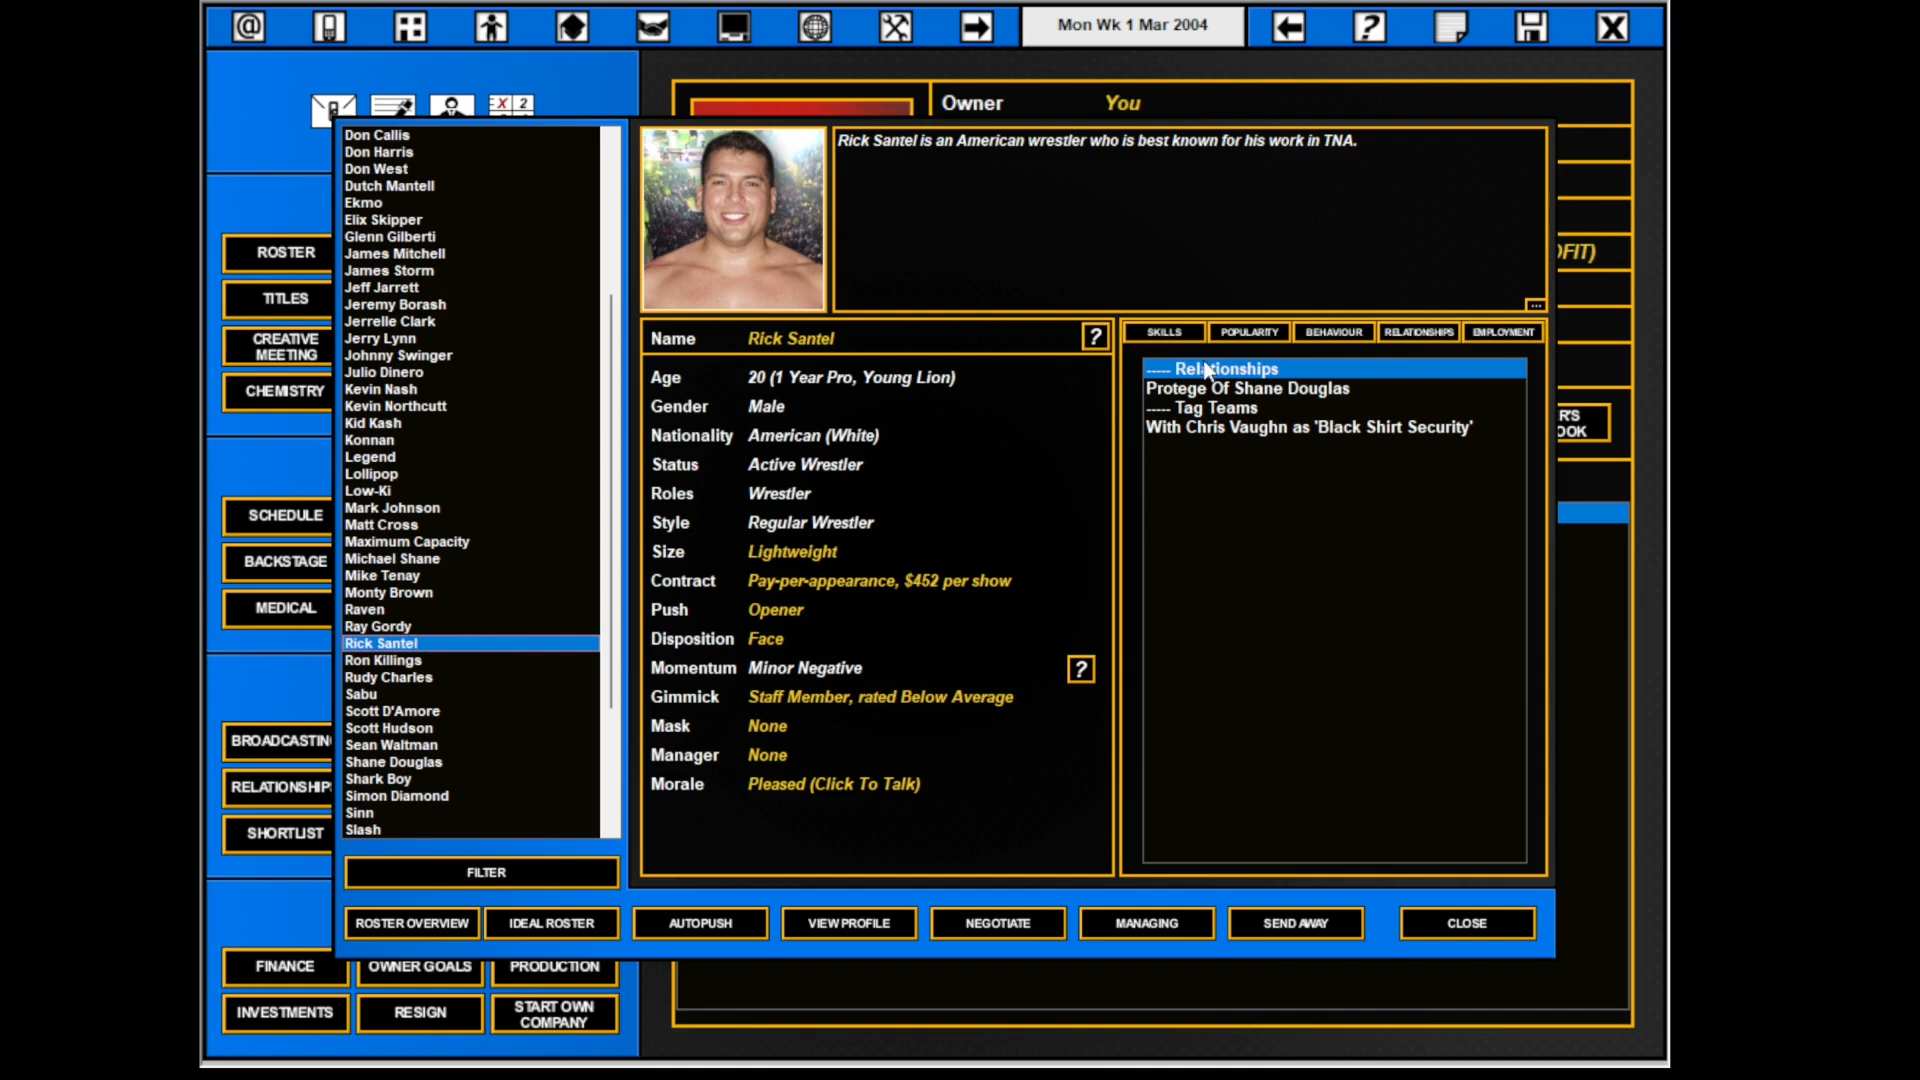 Mon Wk 1 Mar 2004
Owner
You
ROSTER
TITLES
CREATIVE
MEETING
CHEMISTRY
SCHEDULE
BACKSTAGE
MEDICAL
RELATIONSHIPS
SHORTLIST
FINANCE
OWNER GOALS
PRODUCTION
INVESTMENTS
RESIGN
START OWN
COMPANY
Don Callis
Don Harris
Don West
Dutch Mantell
Ekmo
Elix Skipper
Glenn Gilberti
James Mitchell
James Storm
Jeff Jarrett
Jeremy Borash
Jerrelle Clark
Jerry Lynn
Johnny Swinger
Julio Dinero
Kevin Nash
Kevin Northcutt
Kid Kash
Konnan
Legend
Lollipop
Low-Ki
Mark Johnson
Matt Cross
Maximum Capacity
Michael Shane
Mike Tenay
Monty Brown
Raven
Ray Gordy
Rick Santel
Ron Killings
Rudy Charles
Sabu
Scott D'Amore
Scott Hudson
Sean Waltman
Shane Douglas
Shark Boy
Simon Diamond
Sinn
Slash
FILTER
Rick Santel is an American wrestler who is best known for his work in TNA.
...
Name Rick Santel ?
Age 20 (1 Year Pro, Young Lion)
Gender Male
Nationality American (White)
Status Active Wrestler
Roles Wrestler
Style Regular Wrestler
Size Lightweight
Contract Pay-per-appearance, $452 per show
Push Opener
Disposition Face
Momentum Minor Negative ?
Gimmick Staff Member, rated Below Average
Mask None
Manager None
Morale Pleased (Click To Talk)
SKILLS POPULARITY BEHAVIOUR RELATIONSHIPS EMPLOYMENT
----- Relationships
Protege Of Shane Douglas
----- Tag Teams
With Chris Vaughn as 'Black Shirt Security'
ROSTER OVERVIEW IDEAL ROSTER AUTOPUSH VIEW PROFILE NEGOTIATE MANAGING SEND AWAY CLOSE